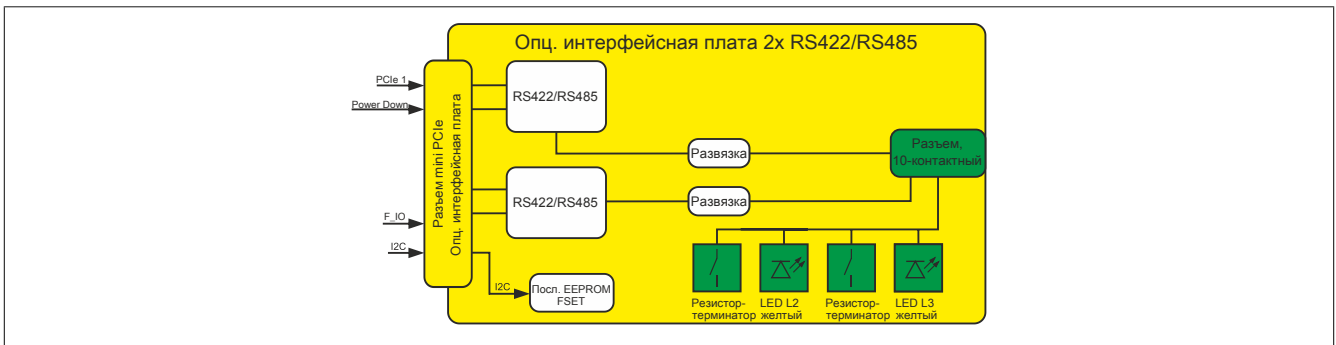 Опц. интерфейсная плата 2x RS422/RS485
PCIe 1
Power Down
F_IO
I2C
Разъем mini PCIe
Опц. интерфейсная плата
RS422/RS485
RS422/RS485
Развязка
Развязка
Разъем,
10-контактный
I2C
Посл. EEPROM
FSET
Резистор-
терминатор
LED L2
желтый
Резистор-
терминатор
LED L3
желтый